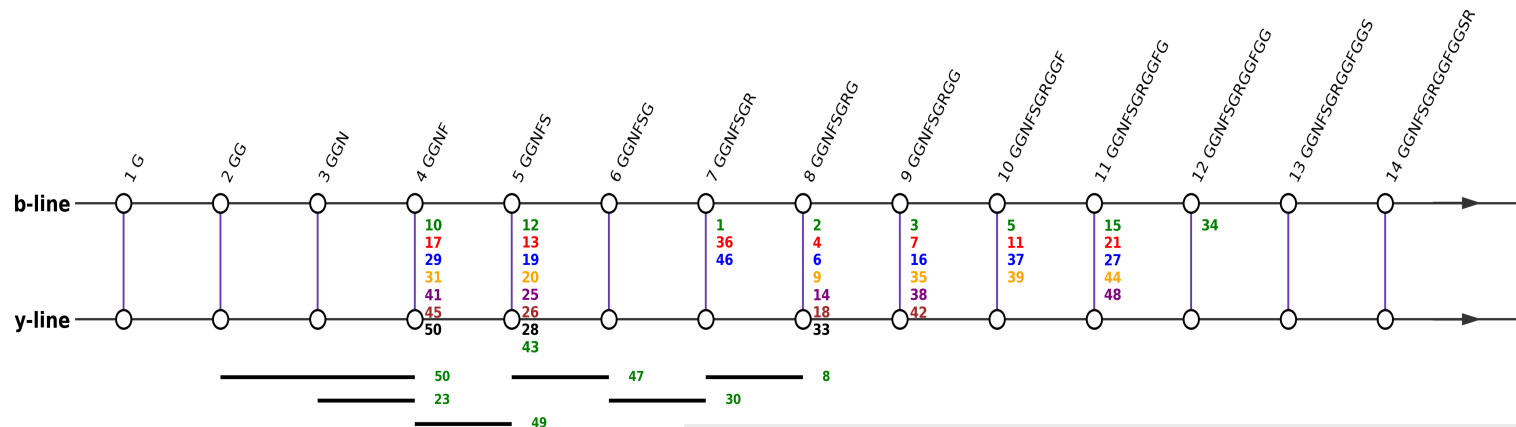 1 G
2 GG
3 GGN
4 GGNF
5 GGNFS
6 GGNFSG
7 GGNFSGR
8 GGNFSGRG
9 GGNFSGRGG
10 GGNFSGRGGF
11 GGNFSGRGGFG
12 GGNFSGRGGFGG
13 GGNFSGRGGFGGS
14 GGNFSGRGGFGGSR
b-line
10 12 1 2 3 5 15 34
17 13 36 4 7 11 21
29 19 46 6 16 37 27
31 20 9 35 39 44
41 25 14 38 48
45 26 18 42
y-line
50 28 33
43
50 47 8
23 30
49